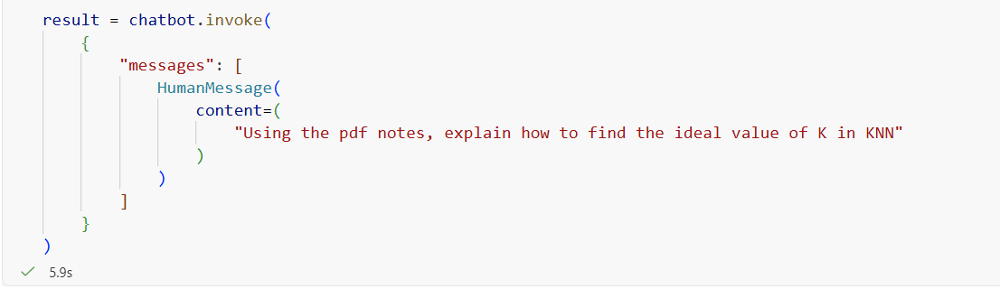 result = chatbot.invoke(
    {
        "messages": [
            HumanMessage(
                content=(
                    "Using the pdf notes, explain how to find the ideal value of K in KNN"
                )
            )
        ]
    }
)
✓ 5.9s